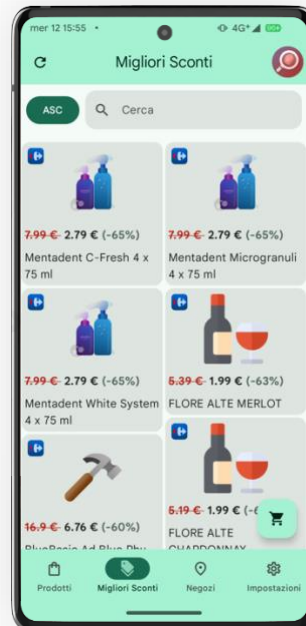 mer 12 15:55
4G+
Migliori Sconti
ASC
Cerca
7.99 € 2.79 € (-65%)
Mentadent C-Fresh 4 x
75 ml
7.99 € 2.79 € (-65%)
Mentadent Microgranuli
4 x 75 ml
7.99 € 2.79 € (-65%)
Mentadent White System
4 x 75 ml
5.39 € 1.99 € (-63%)
FLORE ALTE MERLOT
16.9 € 6.76 € (-60%)
5.19 € 1.99 €
FLORE ALTE
CHARDONNAY
Prodotti
Migliori Sconti
Negozi
Impostazioni